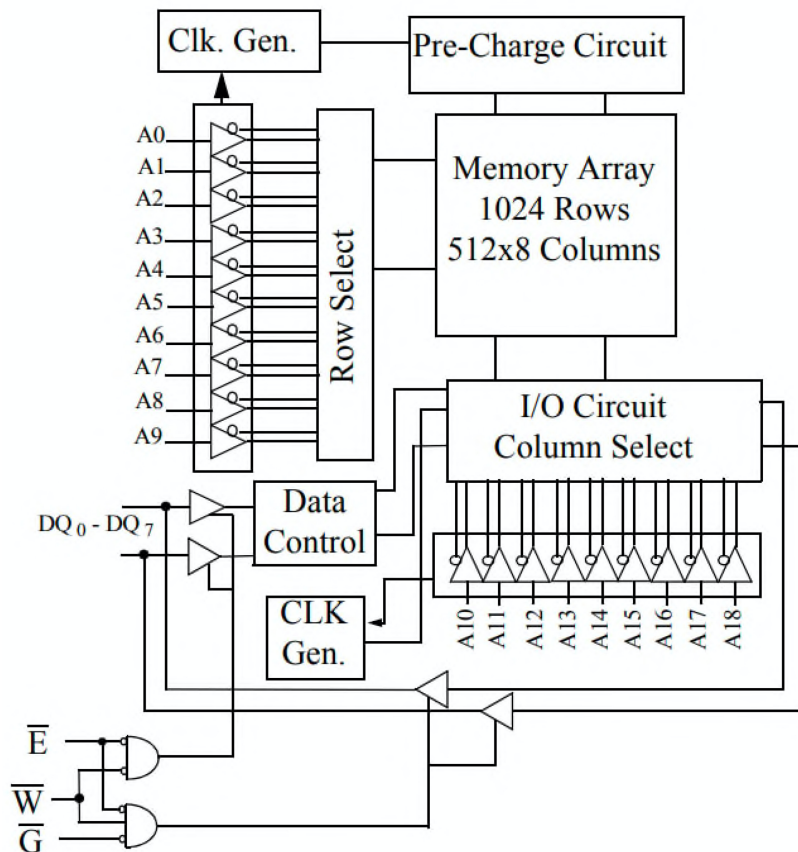 Clk. Gen.
Pre-Charge Circuit
A0
A1
A2
A3
A4
A5
A6
A7
A8
A9
Row Select
Memory Array
1024 Rows
512x8 Columns
I/O Circuit
Column Select
DQ0 - DQ7
Data
Control
CLK
Gen.
A10
A11
A12
A13
A14
A15
A16
A17
A18
E̅
W̅
G̅